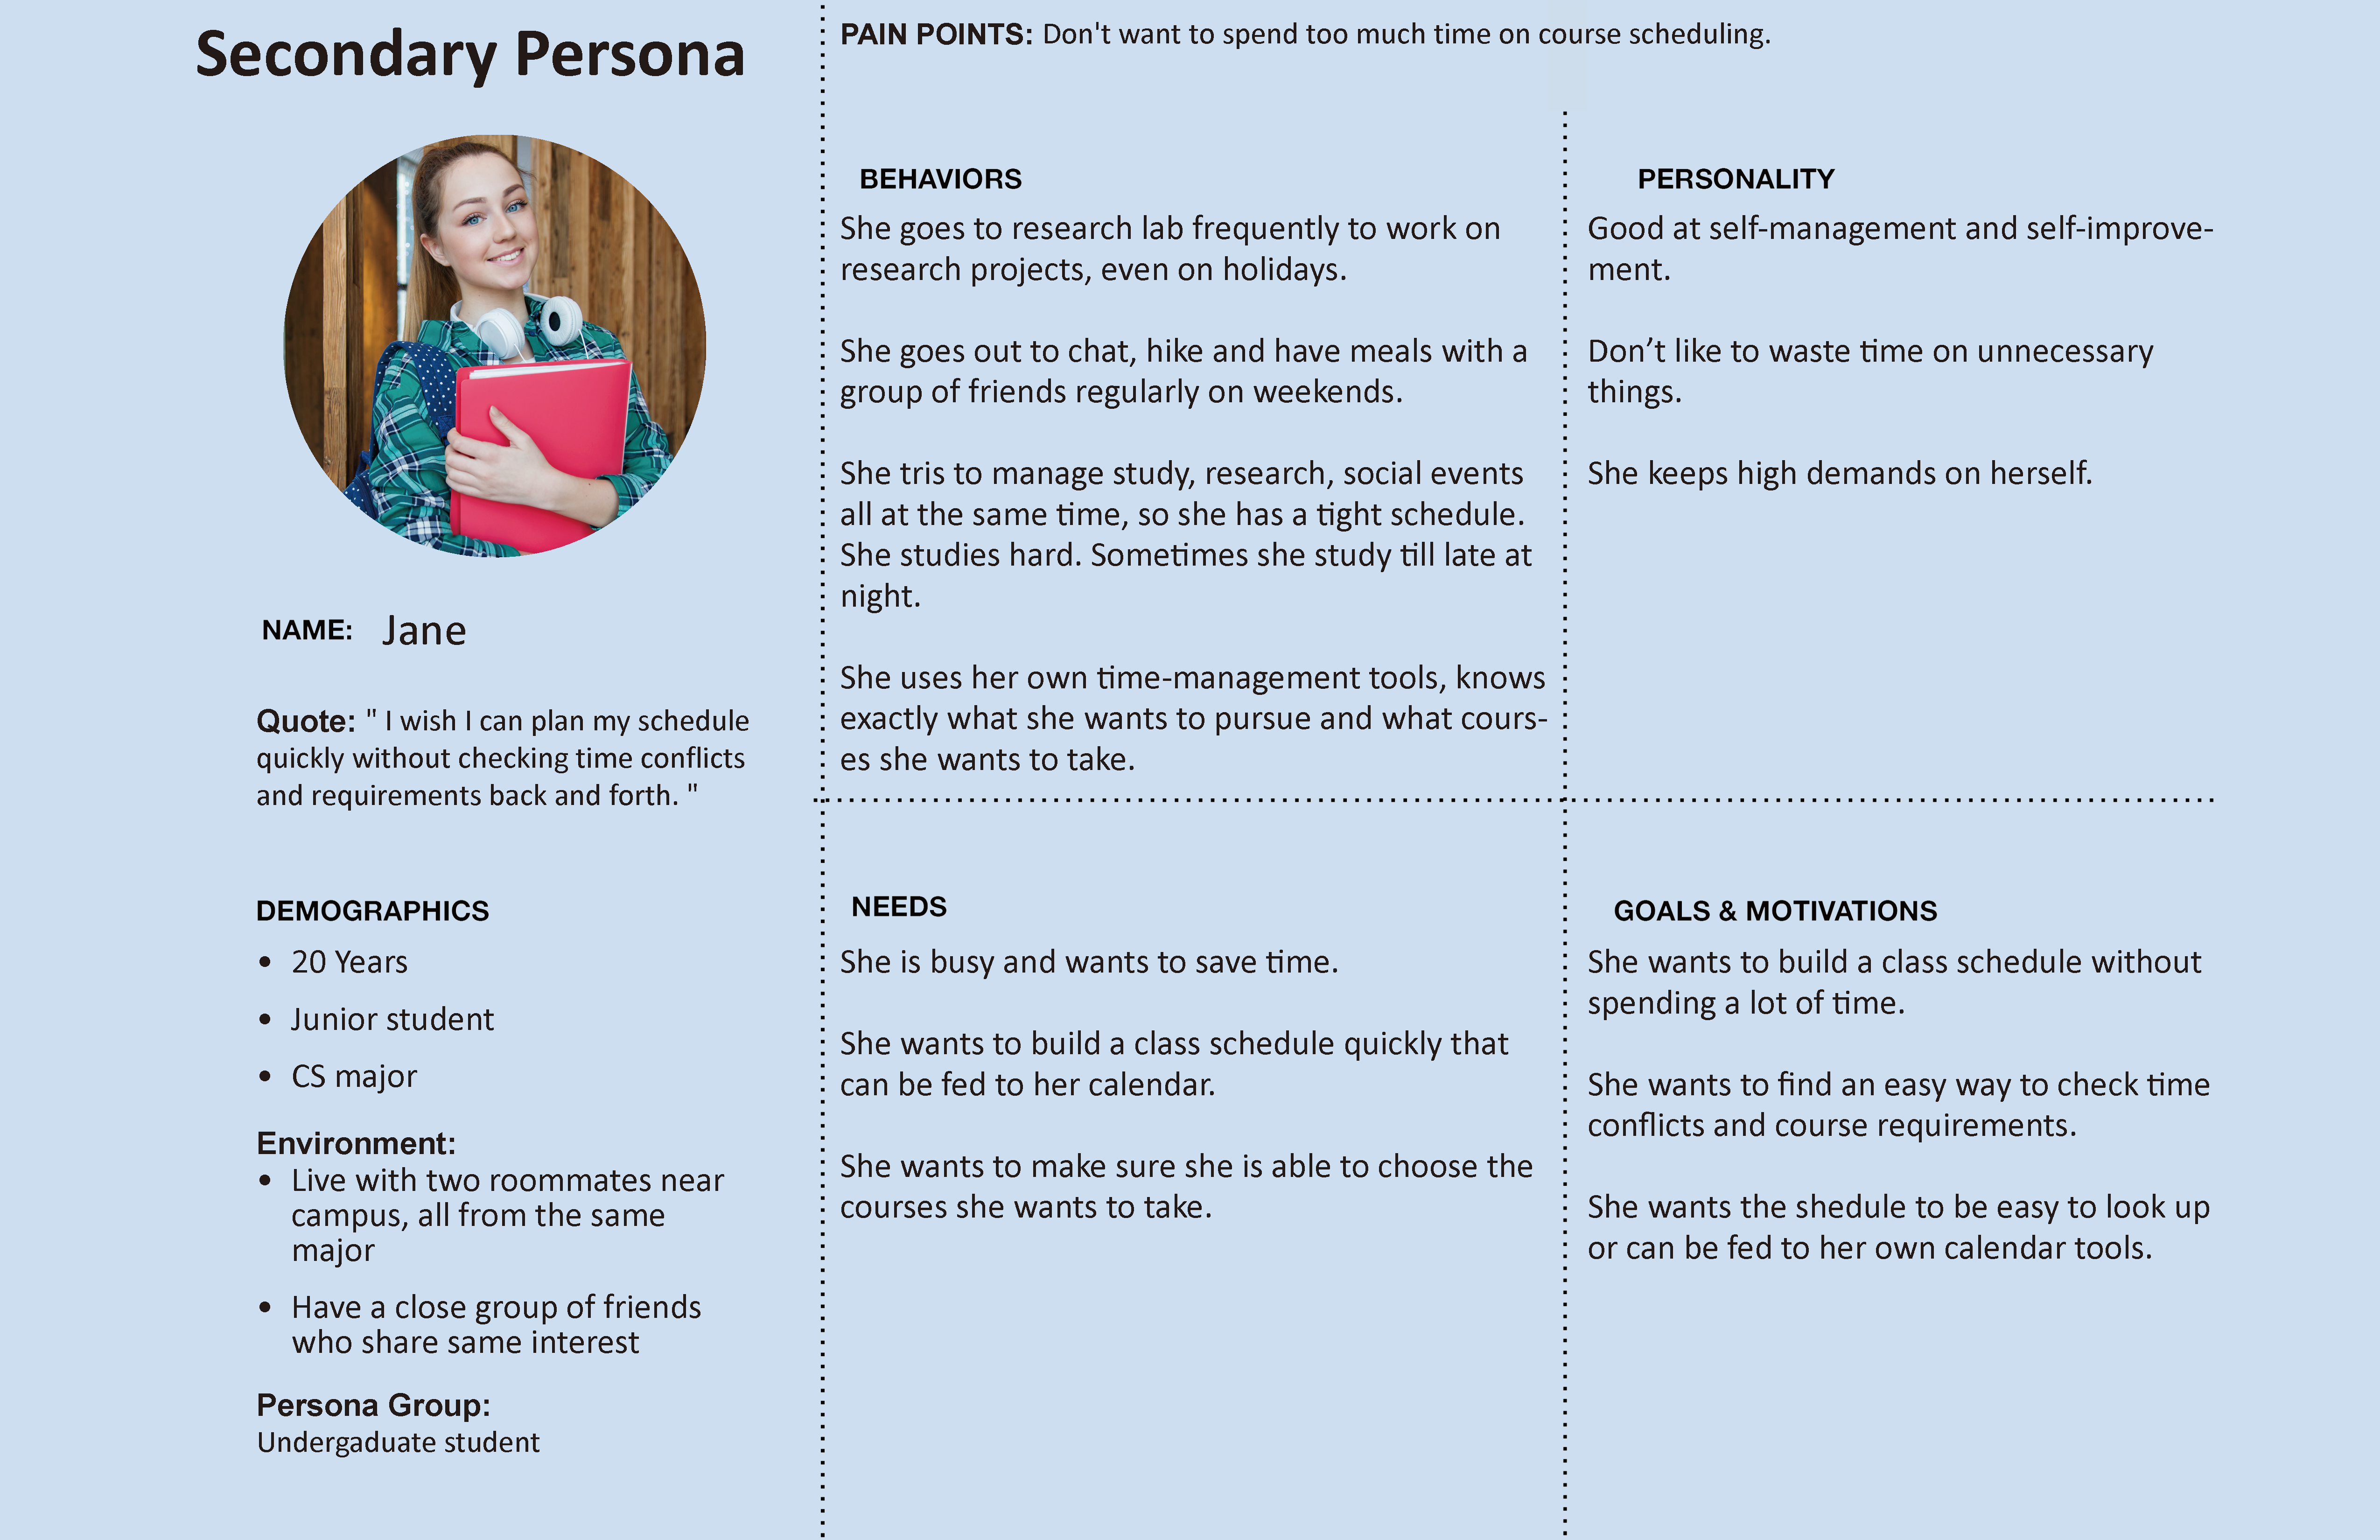 Secondary Persona
NAME: Jane
Quote: " I wish I can plan my schedule
quickly without checking time conflicts
and requirements back and forth. "
DEMOGRAPHICS
• 20 Years
• Junior student
• CS major
Environment:
• Live with two roommates near
campus, all from the same
major
• Have a close group of friends
who share same interest
Persona Group:
Undergaduate student
PAIN POINTS: Don't want to spend too much time on course scheduling.
BEHAVIORS
She goes to research lab frequently to work on
research projects, even on holidays.
She goes out to chat, hike and have meals with a
group of friends regularly on weekends.
She tris to manage study, research, social events
all at the same time, so she has a tight schedule.
She studies hard. Sometimes she study till late at
night.
She uses her own time-management tools, knows
exactly what she wants to pursue and what cours-
es she wants to take.
PERSONALITY
Good at self-management and self-improve-
ment.
Don’t like to waste time on unnecessary
things.
She keeps high demands on herself.
NEEDS
She is busy and wants to save time.
She wants to build a class schedule quickly that
can be fed to her calendar.
She wants to make sure she is able to choose the
courses she wants to take.
GOALS & MOTIVATIONS
She wants to build a class schedule without
spending a lot of time.
She wants to find an easy way to check time
conflicts and course requirements.
She wants the shedule to be easy to look up
or can be fed to her own calendar tools.